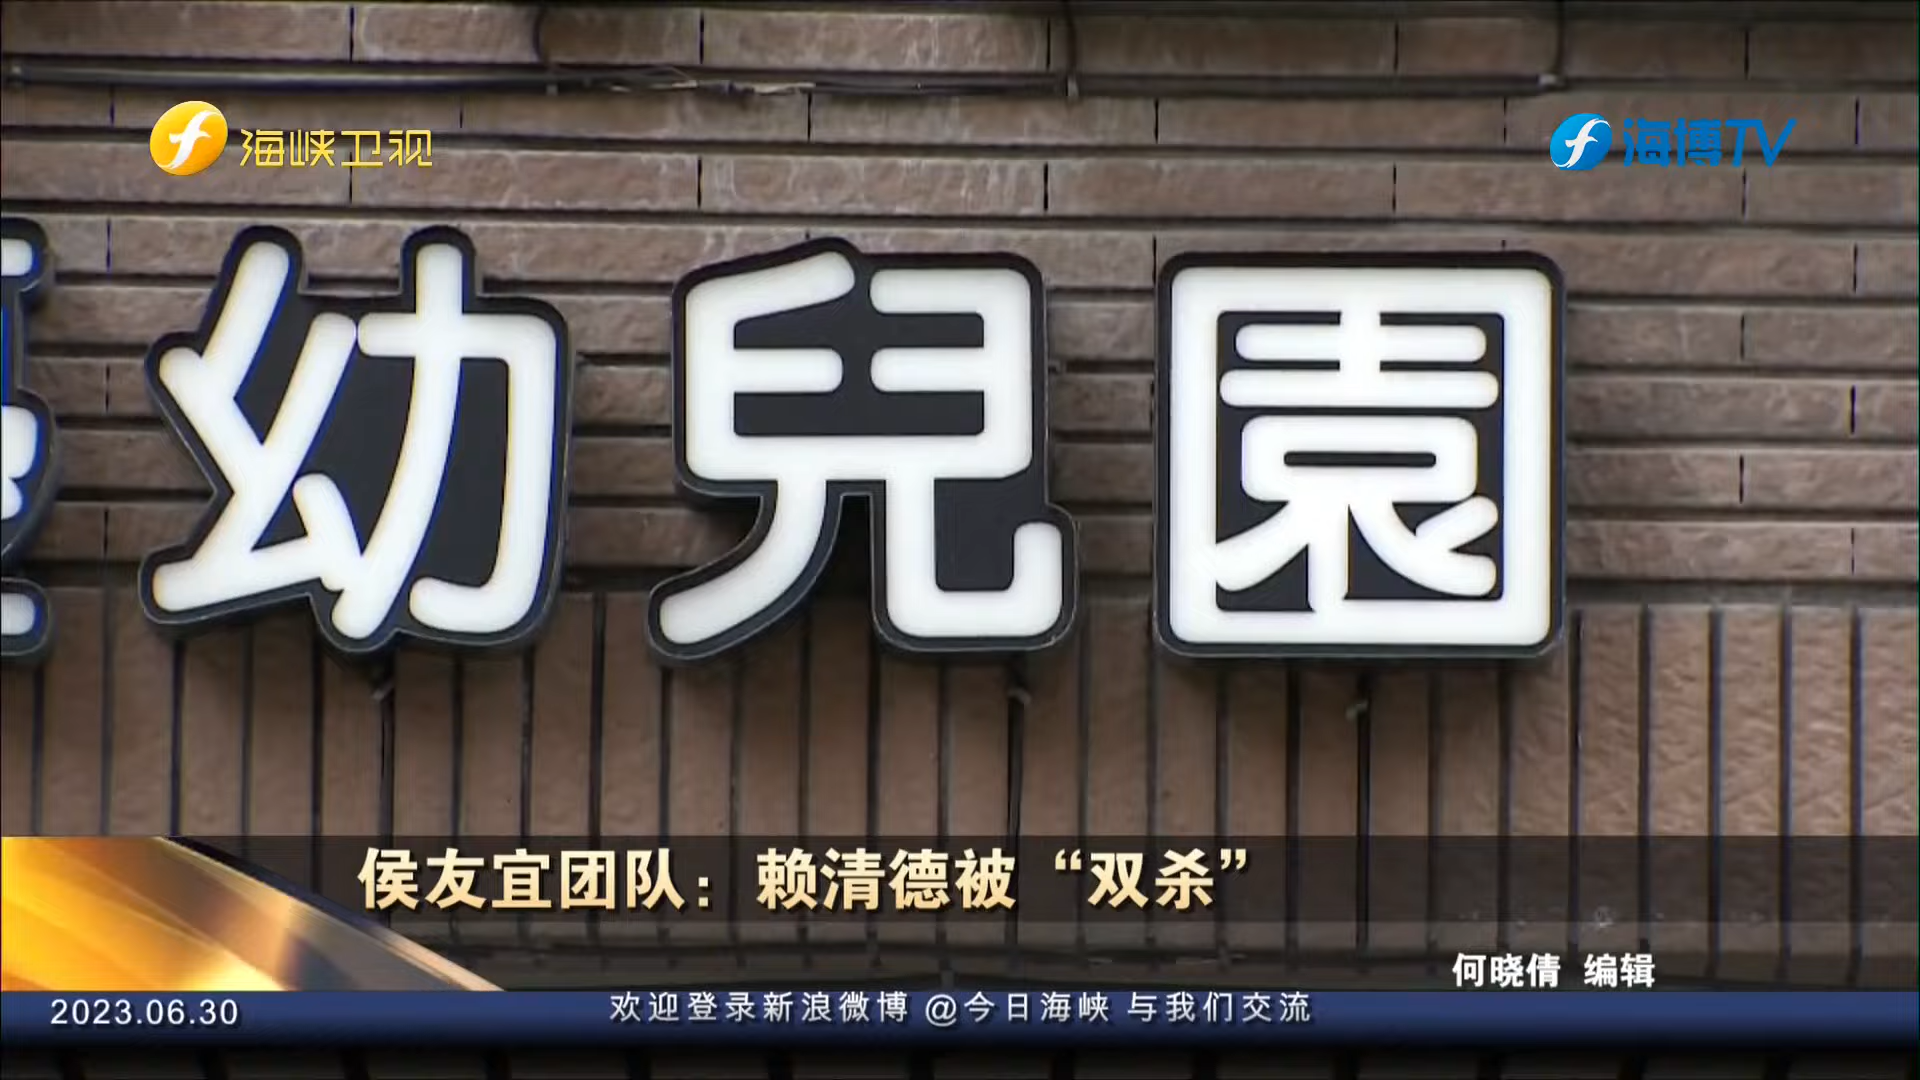 海峡卫视
海博TV
幼兒園
侯友宜团队：赖清德被“双杀”
何晓倩 编辑
2023.06.30
欢迎登录新浪微博 @今日海峡 与我们交流